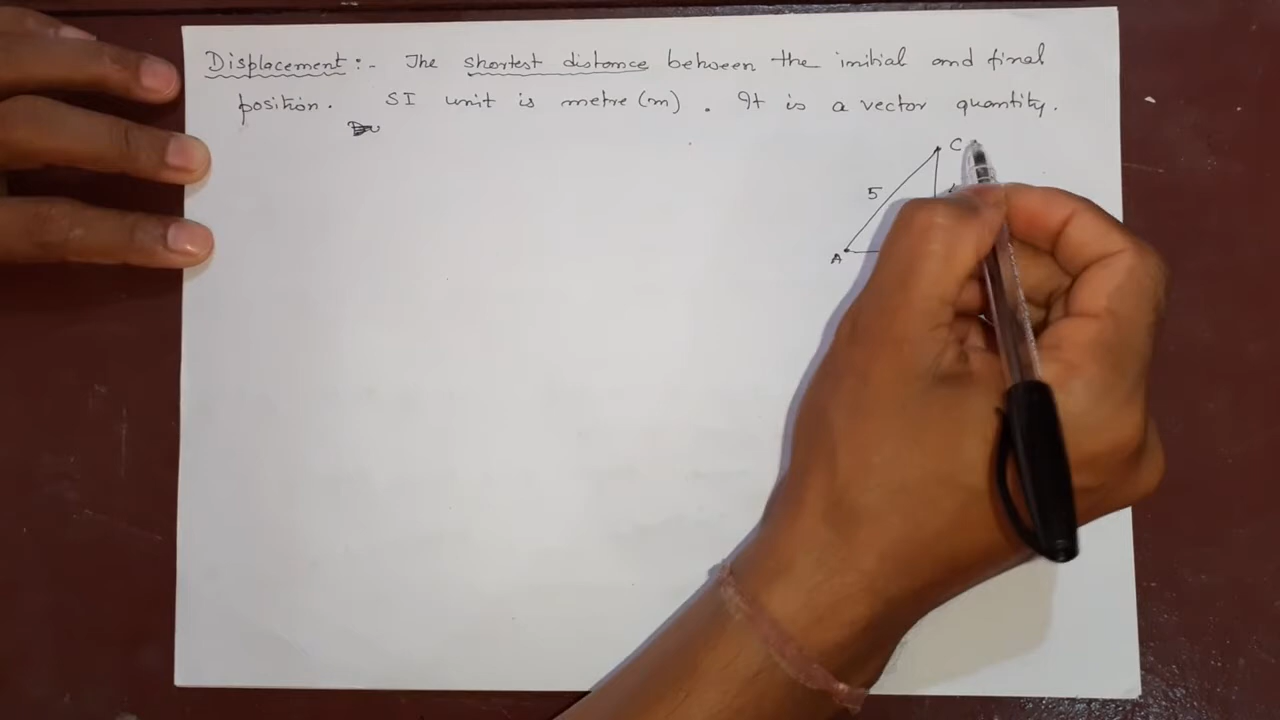 Displacement :- The shortest distance between the initial and final
position. SI unit is metre (m). It is a vector quantity.
C
5
A